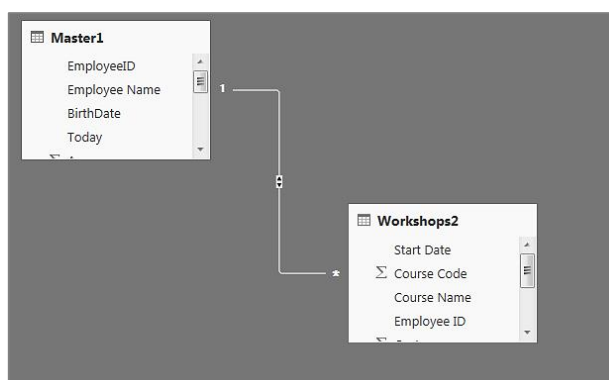 Master1
EmployeeID
Employee Name
BirthDate
Today
1
Workshops2
Start Date
Σ Course Code
Course Name
Employee ID
*